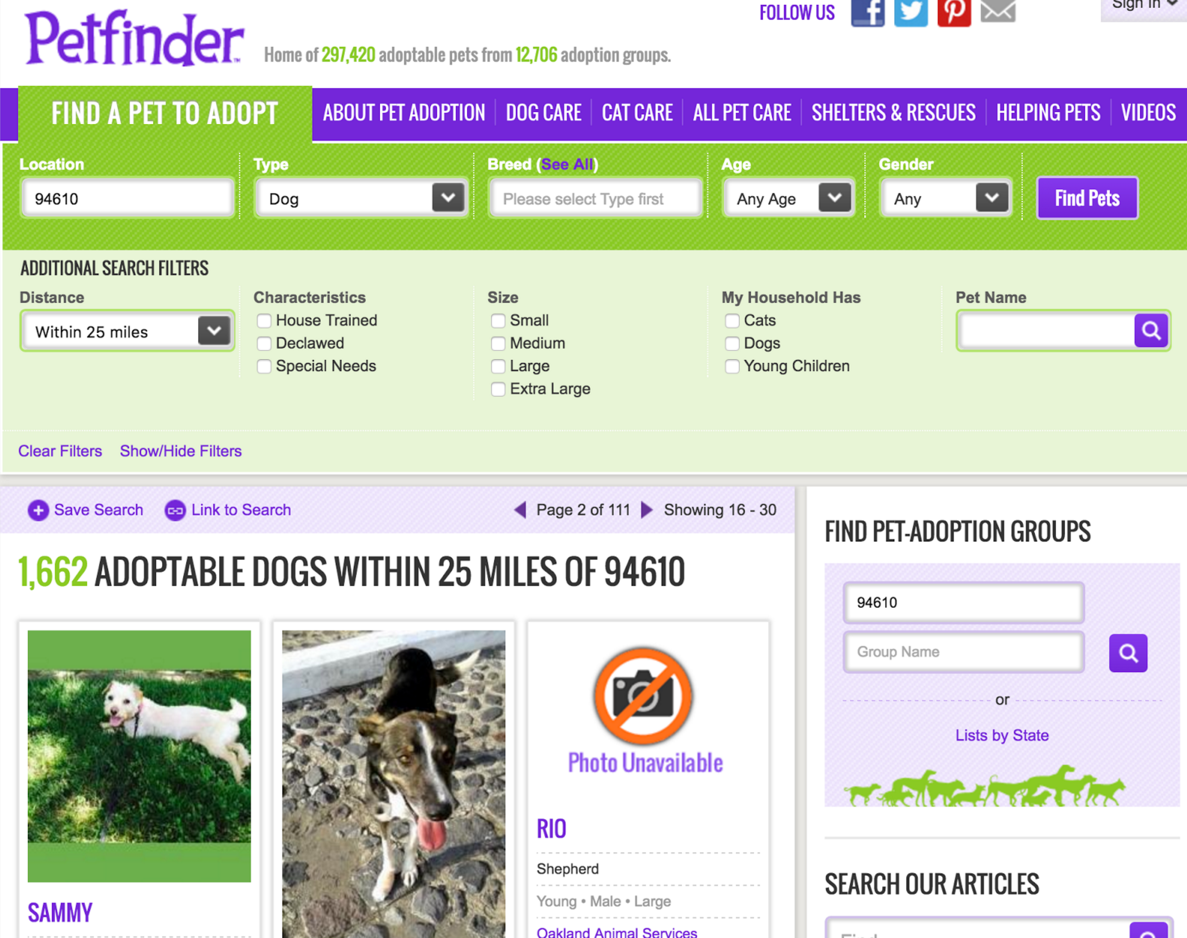 Petfinder
FOLLOW US
Sign In
Home of 297,420 adoptable pets from 12,706 adoption groups.
FIND A PET TO ADOPT
ABOUT PET ADOPTION
DOG CARE
CAT CARE
ALL PET CARE
SHELTERS & RESCUES
HELPING PETS
VIDEOS
Location
Type
Breed (See All)
Age
Gender
94610
Dog
Please select Type first
Any Age
Any
Find Pets
ADDITIONAL SEARCH FILTERS
Distance
Within 25 miles
Characteristics
House Trained
Declawed
Special Needs
Size
Small
Medium
Large
Extra Large
My Household Has
Cats
Dogs
Young Children
Pet Name
Clear Filters
Show/Hide Filters
Save Search
Link to Search
Page 2 of 111
Showing 16 - 30
1,662 ADOPTABLE DOGS WITHIN 25 MILES OF 94610
SAMMY
Photo Unavailable
RIO
Shepherd
Young • Male • Large
Oakland Animal Services
FIND PET-ADOPTION GROUPS
94610
Group Name
or
Lists by State
SEARCH OUR ARTICLES
Find